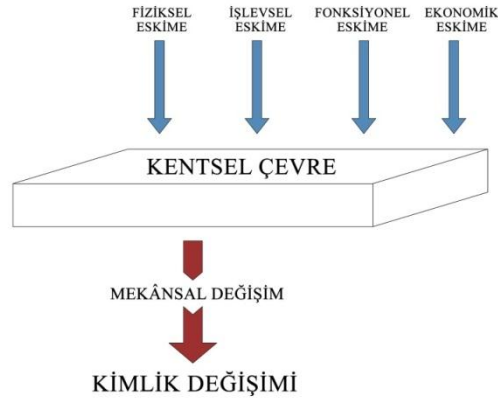 FİZİKSEL
ESKİME
İŞLEVSEL
ESKİME
FONKSİYONEL
ESKİME
EKONOMİK
ESKİME
KENTSEL ÇEVRE
MEKÂNSAL DEĞİŞİM
KİMLİK DEĞİŞİMİ